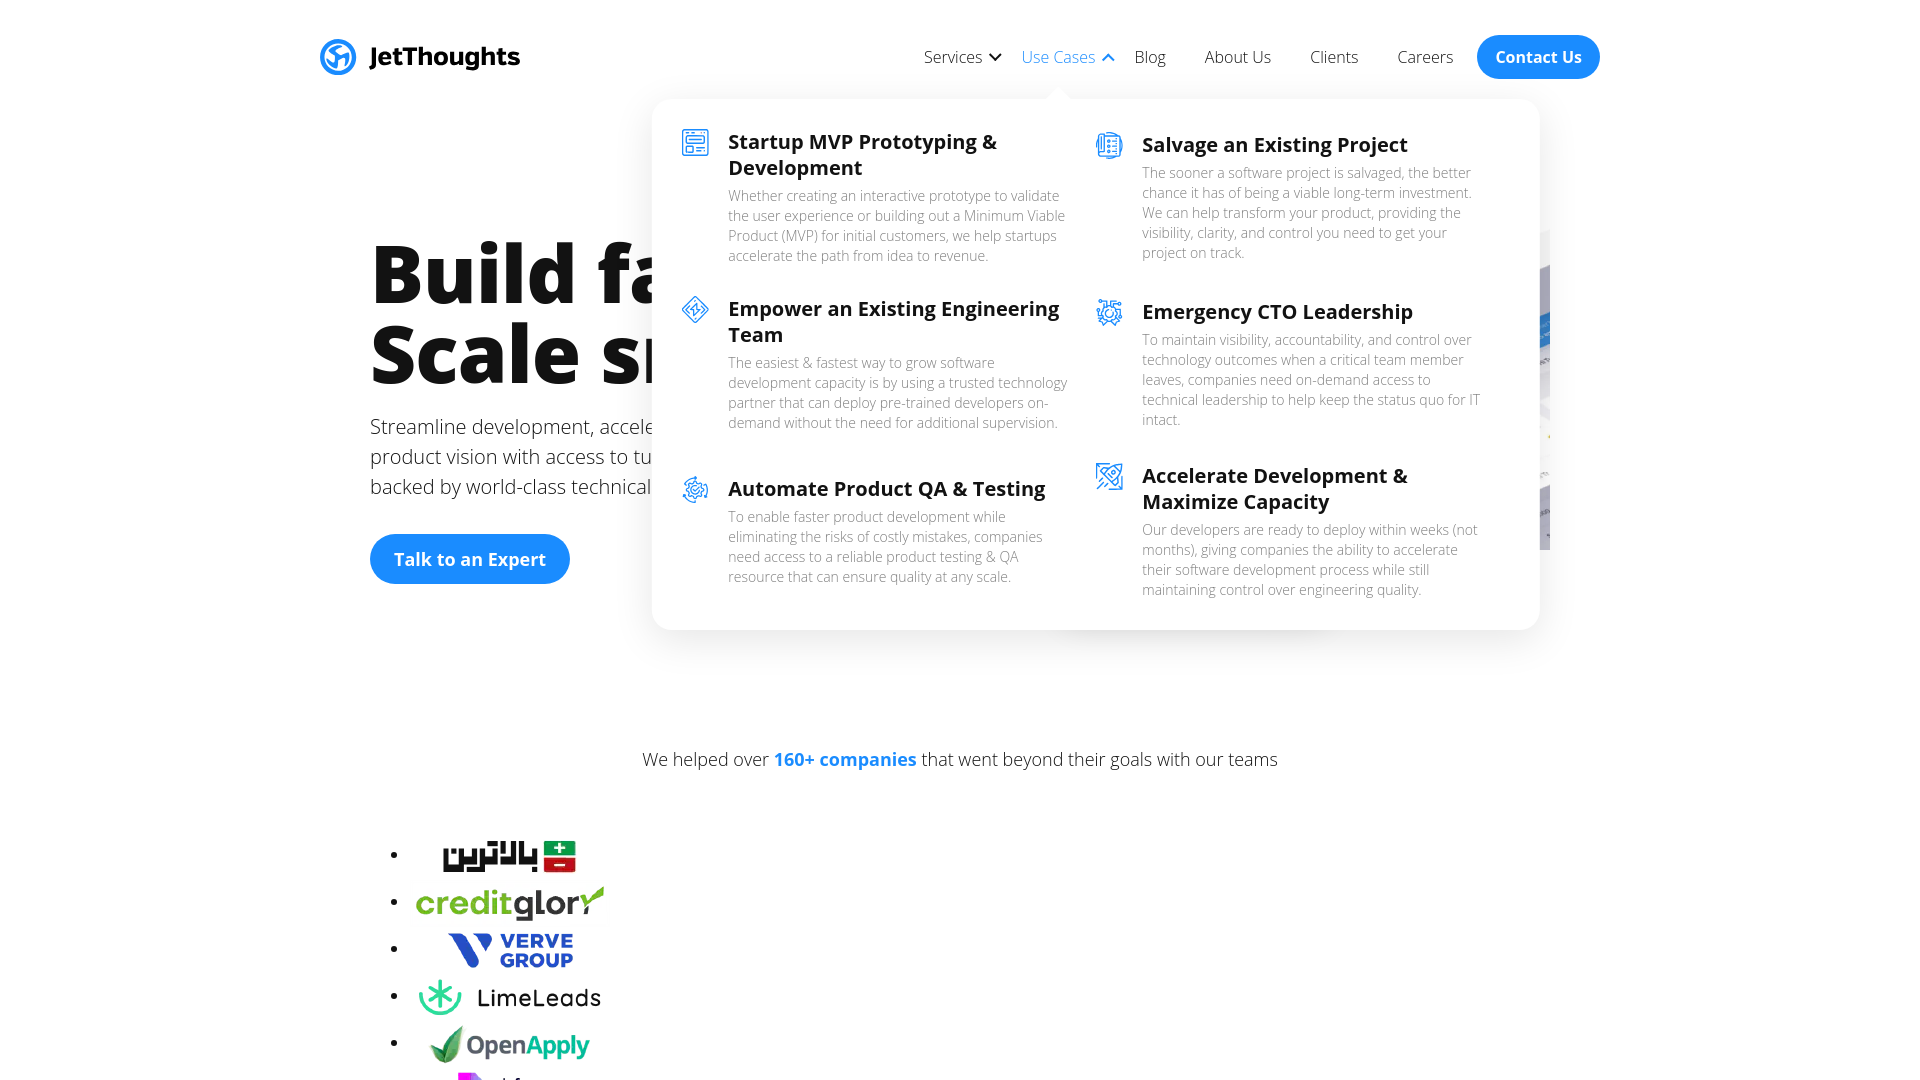 JetThoughts
Services
Use Cases
Blog
About Us
Clients
Careers
Contact Us
Startup MVP Prototyping &
Development
Whether creating an interactive prototype to validate
the user experience or building out a Minimum Viable
Product (MVP) for initial customers, we help startups
accelerate the path from idea to revenue.
Salvage an Existing Project
The sooner a software project is salvaged, the better
chance it has of being a viable long-term investment.
We can help transform your product, providing the
visibility, clarity, and control you need to get your
project on track.
Empower an Existing Engineering
Team
The easiest & fastest way to grow software
development capacity is by using a trusted technology
partner that can deploy pre-trained developers on-
demand without the need for additional supervision.
Emergency CTO Leadership
To maintain visibility, accountability, and control over
technology outcomes when a critical team member
leaves, companies need on-demand access to
technical leadership to help keep the status quo for IT
intact.
Automate Product QA & Testing
To enable faster product development while
eliminating the risks of costly mistakes, companies
need access to a reliable product testing & QA
resource that can ensure quality at any scale.
Accelerate Development &
Maximize Capacity
Our developers are ready to deploy within weeks (not
months), giving companies the ability to accelerate
their software development process while still
maintaining control over engineering quality.
Build
Scale
Streamline development,
product vision with access to
backed by world-class technical
Talk to an Expert
We helped over 160+ companies that went beyond their goals with our teams
بالاترین
creditglory
VERVE
GROUP
LimeLeads
OpenApply